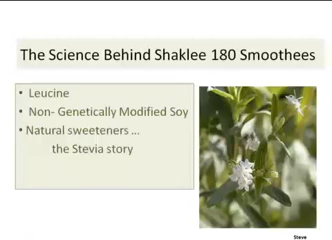 The Science Behind Shaklee 180 Smoothees
• Leucine
• Non- Genetically Modified Soy
• Natural sweeteners ...
the Stevia story
Steve